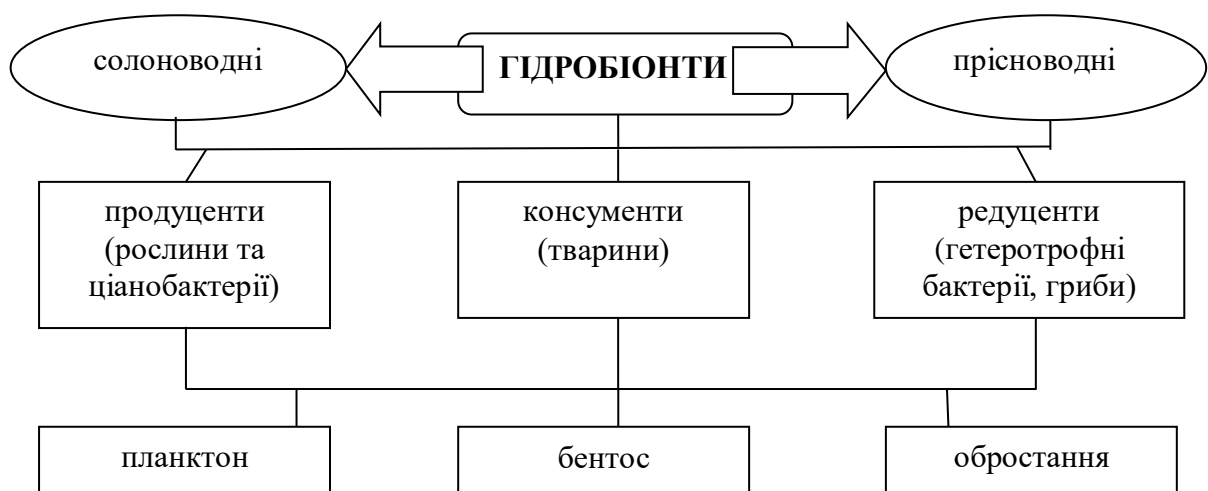 солоноводні
ГІДРОБІОНТИ
прісноводні
продуценти
(рослини та
ціанобактерії)
консументи
(тварини)
редуценти
(гетеротрофні
бактерії, гриби)
планктон
бентос
обростання